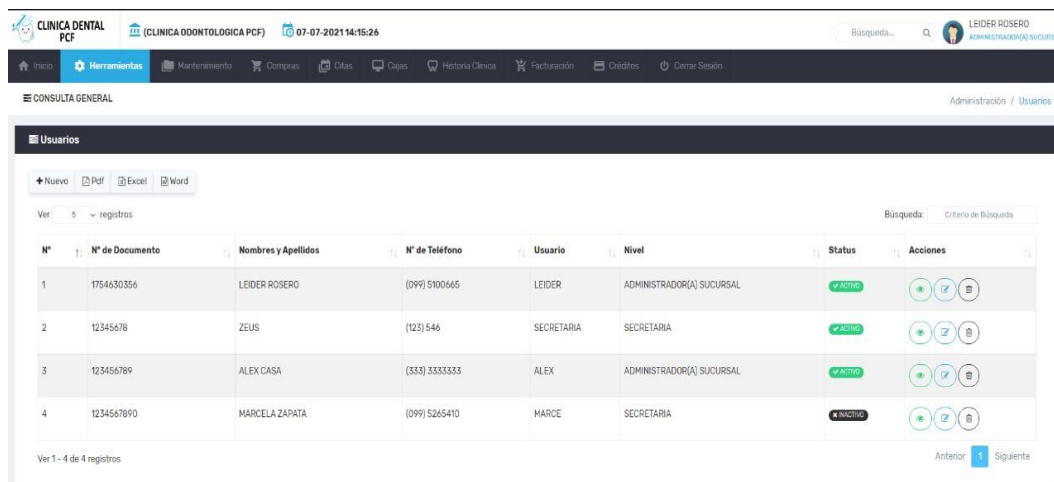 CLINICA DENTAL PCF (CLINICA ODONTOLOGICA PCF) 07-07-2021 14:15:26 Búsqueda... LEIDER ROSERO
ADMINISTRADOR(A) SUCURS
Inicio Herramientas Mantenimiento Compras Citas Cajas Historia Clinica Facturación Créditos Cerrar Sesión
CONSULTA GENERAL Administración / Usuarios
Usuarios
Nuevo Pdf Excel Word
Ver 5 registros Búsqueda: Criterio de Búsqueda
N° N° de Documento Nombres y Apellidos N° de Teléfono Usuario Nivel Status Acciones
1 1754630356 LEIDER ROSERO (099) 5100665 LEIDER ADMINISTRADOR(A) SUCURSAL ACTIVO
2 12345678 ZEUS (123) 546 SECRETARIA SECRETARIA ACTIVO
3 123456789 ALEX CASA (333) 3333333 ALEX ADMINISTRADOR(A) SUCURSAL ACTIVO
4 1234567890 MARCELA ZAPATA (099) 5265410 MARCE SECRETARIA INACTIVO
Ver 1 - 4 de 4 registros Anterior 1 Siguiente